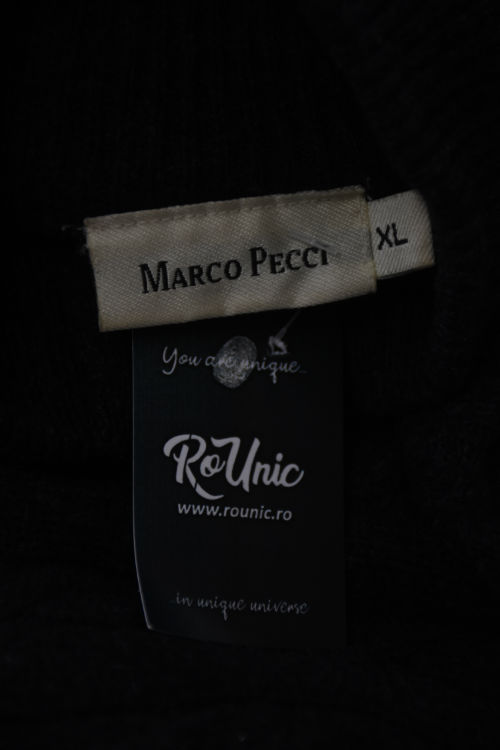 MARCO PECCI
XL
You are unique...
RoUnic
www.rounic.ro
...in unique universe